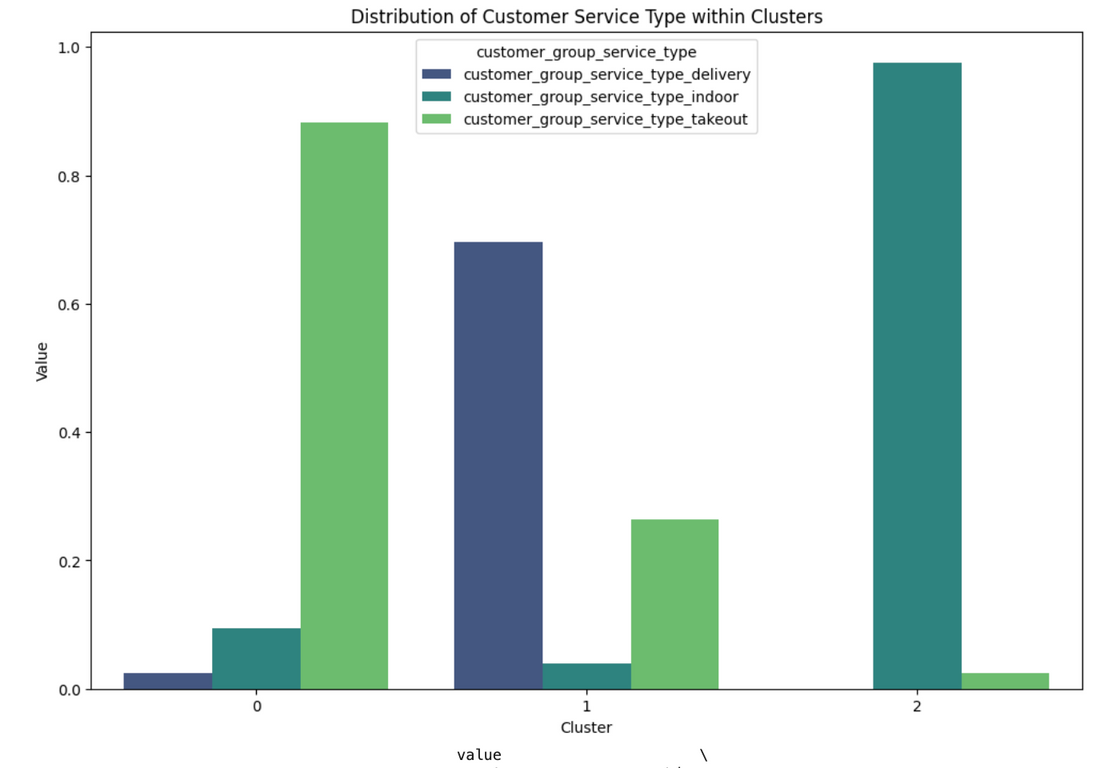 Distribution of Customer Service Type within Clusters
customer_group_service_type
customer_group_service_type_delivery
customer_group_service_type_indoor
customer_group_service_type_takeout
1.0
0.8
0.6
0.4
0.2
0.0
Value
0 1 2
Cluster
value \